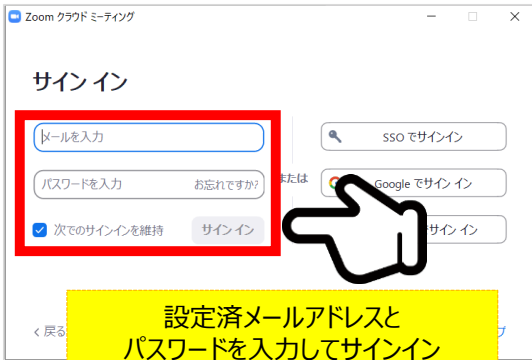 Zoom クラウド ミーティング
サイン イン
メールを入力
パスワードを入力 お忘れですか?
次でのサインインを維持 サイン イン
または
SSO でサインイン
Google でサイン イン
でサイン イン
< 戻る
プ
設定済メールアドレスと
パスワードを入力してサインイン